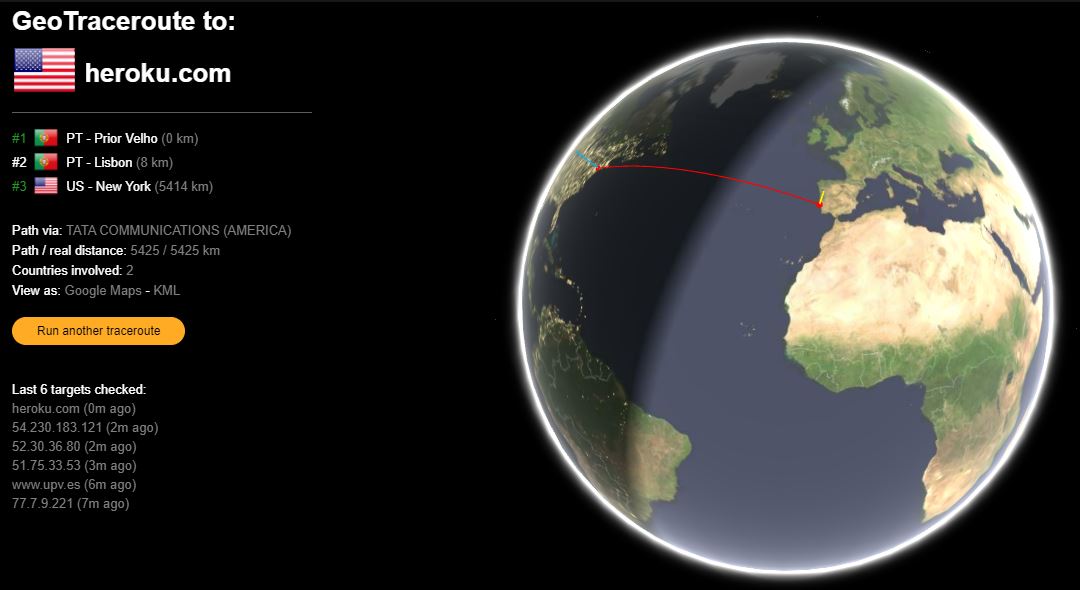 GeoTraceroute to:
heroku.com
#1 PT - Prior Velho (0 km)
#2 PT - Lisbon (8 km)
#3 US - New York (5414 km)
Path via: TATA COMMUNICATIONS (AMERICA)
Path / real distance: 5425 / 5425 km
Countries involved: 2
View as: Google Maps - KML
Run another traceroute
Last 6 targets checked:
heroku.com (0m ago)
54.230.183.121 (2m ago)
52.30.36.80 (2m ago)
51.75.33.53 (3m ago)
www.upv.es (6m ago)
77.7.9.221 (7m ago)